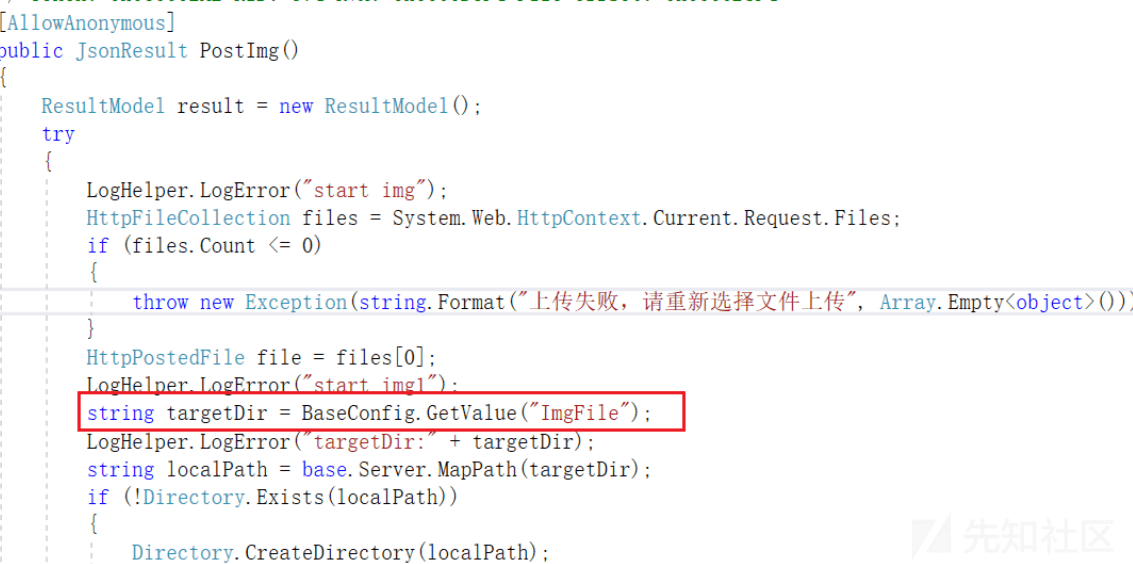 [AllowAnonymous]
public JsonResult PostImg()
{
ResultModel result = new ResultModel();
try
{
LogHelper.LogError("start img");
HttpFileCollection files = System.Web.HttpContext.Current.Request.Files;
if (files.Count <= 0)
{
throw new Exception(string.Format("上传失败，请重新选择文件上传", Array.Empty<object>()))
}
HttpPostedFile file = files[0];
LogHelper.LogError("start img1");
string targetDir = BaseConfig.GetValue("ImgFile");
LogHelper.LogError("targetDir:" + targetDir);
string localPath = base.Server.MapPath(targetDir);
if (!Directory.Exists(localPath))
{
Directory.CreateDirectory(localPath);
先知社区